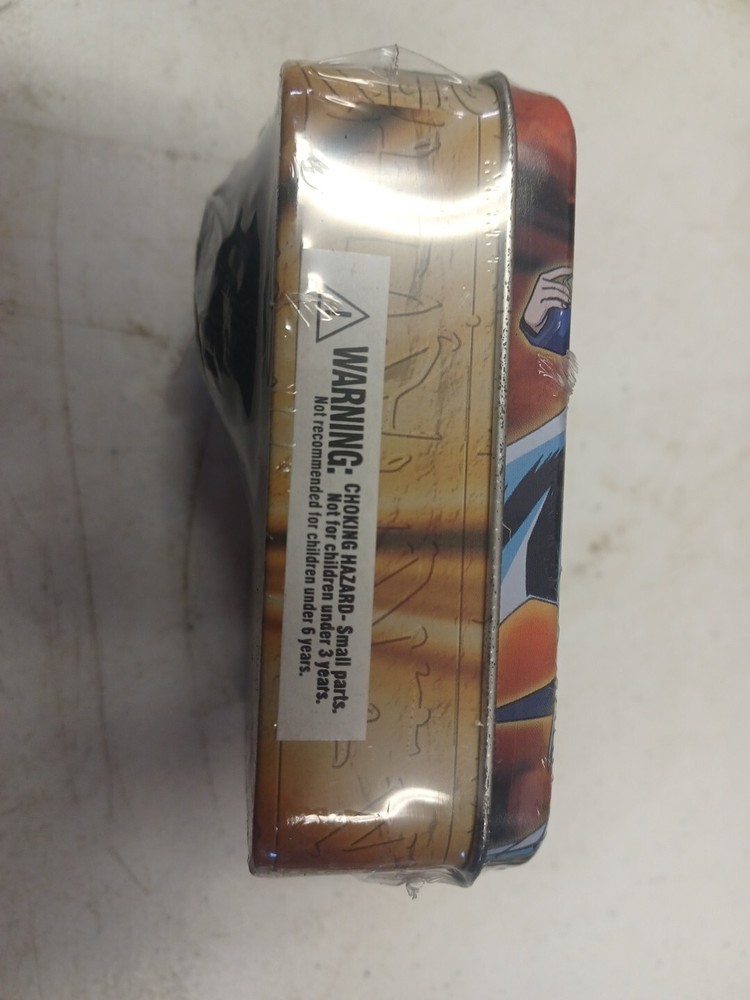 WARNING: CHOKING HAZARD- Small parts.
Not for children under 3 years.
Not recommended for children under 6 years.